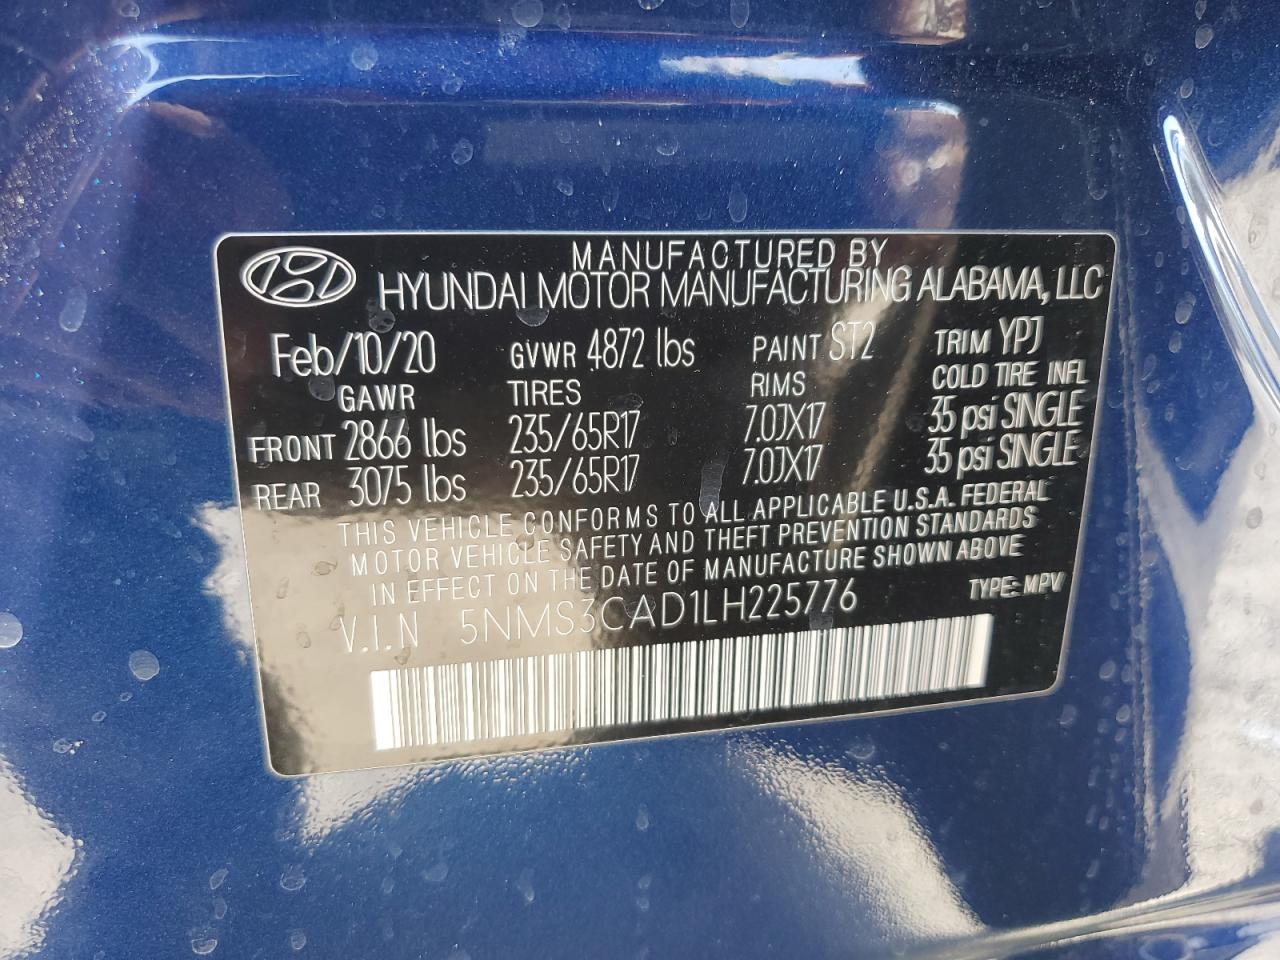 MANUFACTURED BY
HYUNDAI MOTOR MANUFACTURING ALABAMA, LLC
Feb/10/20 GVWR 4872 lbs PAINT ST2 TRIM YPJ
GAWR TIRES RIMS COLD TIRE INFL
FRONT 2866 lbs 235/65R17 7.0JX17 35 psi SINGLE
REAR 3075 lbs 235/65R17 7.0JX17 35 psi SINGLE
THIS VEHICLE CONFORMS TO ALL APPLICABLE U.S.A. FEDERAL
MOTOR VEHICLE SAFETY AND THEFT PREVENTION STANDARDS
IN EFFECT ON THE DATE OF MANUFACTURE SHOWN ABOVE
V.I.N 5NMS3CAD1LH225776 TYPE: MPV